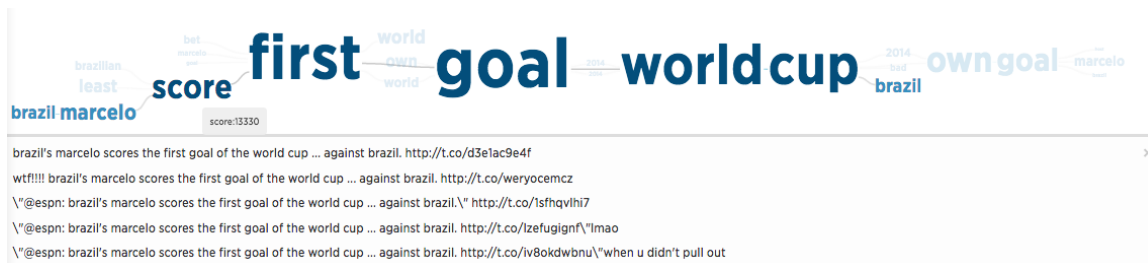 bet
marcelo
goal
brazilian
least
brazil marcelo
score
first
world
own
world
goal
2014
worldcup
2014
bad
brazil
own goal
marcelo
score:13330
brazil's marcelo scores the first goal of the world cup ... against brazil. http://t.co/d3e1ac9e4f
wtf!!!! brazil's marcelo scores the first goal of the world cup ... against brazil. http://t.co/weryocemcz
\"@espn: brazil's marcelo scores the first goal of the world cup ... against brazil.\" http://t.co/1sfhqvlhi7
\"@espn: brazil's marcelo scores the first goal of the world cup ... against brazil. http://t.co/lzefugignf\"lmao
\"@espn: brazil's marcelo scores the first goal of the world cup ... against brazil. http://t.co/iv8okdwbnu\"when u didn't pull out